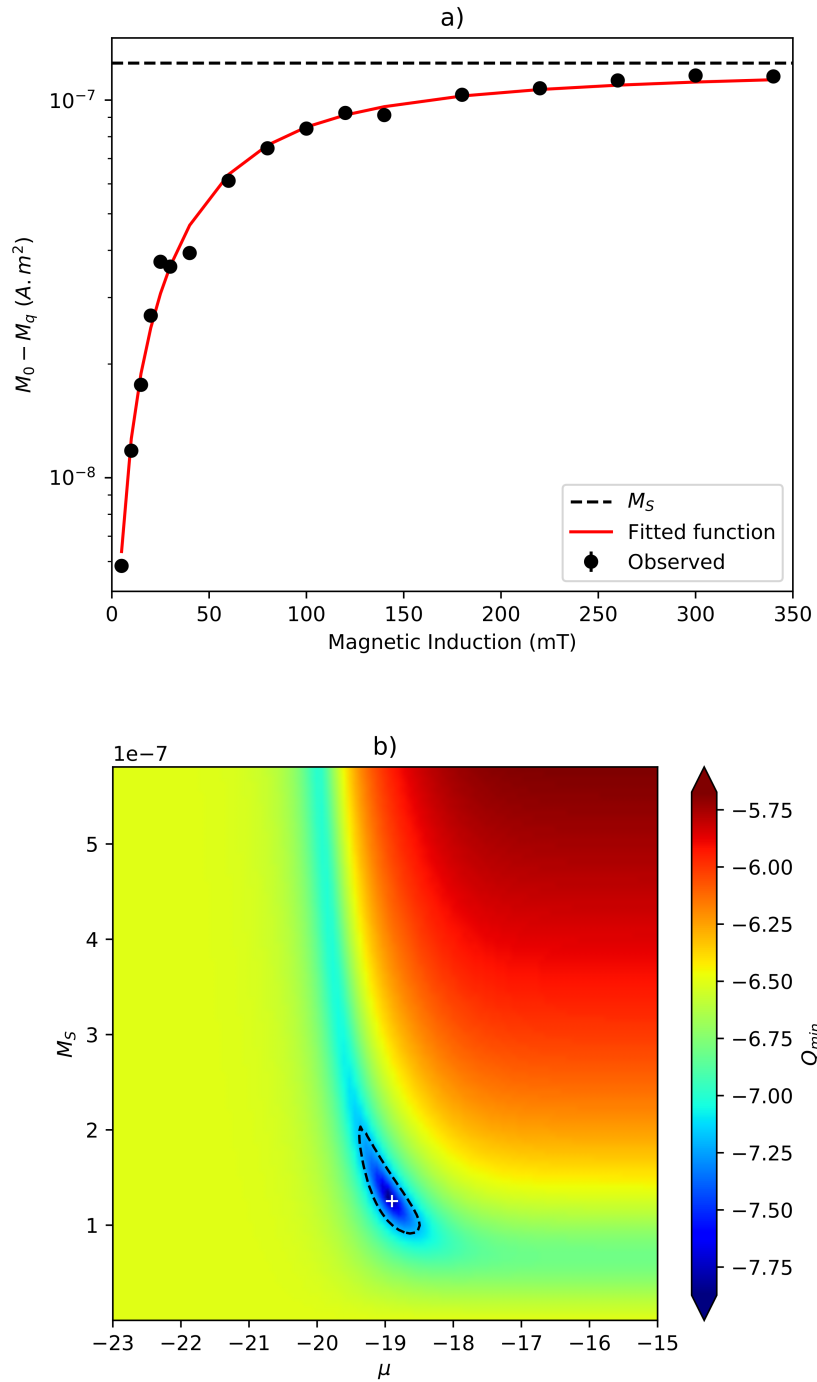 a)
10⁻⁷
10⁻⁸
M₀ − M_q (A.m²)
M_S
Fitted function
Observed
0 50 100 150 200 250 300 350
Magnetic Induction (mT)
b)
1e−7
5
4
3
2
1
M_S
−23 −22 −21 −20 −19 −18 −17 −16 −15
μ
−5.75
−6.00
−6.25
−6.50
−6.75
−7.00
−7.25
−7.50
−7.75